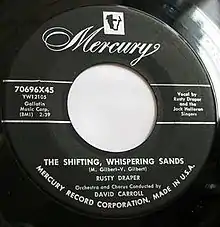 Mercury
70696X45
YW12105
Gallatin
Music Corp.
(BMI) 2:39
Vocal by
Rusty Draper
and the
Jack Halloran
Singers
THE SHIFTING, WHISPERING SANDS
(M. Gilbert-V. Gilbert)
RUSTY DRAPER
Orchestra and Chorus Conducted by
DAVID CARROLL
MERCURY RECORD CORPORATION, MADE IN U.S.A.